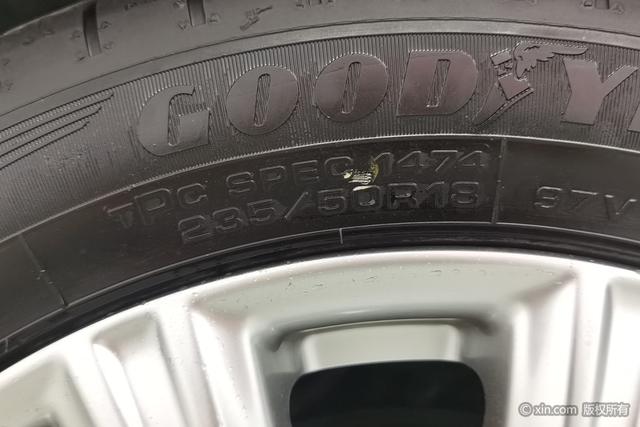 GOODY
TPC SPEC 1474
235/50R18 97V
©xin.com 版权所有